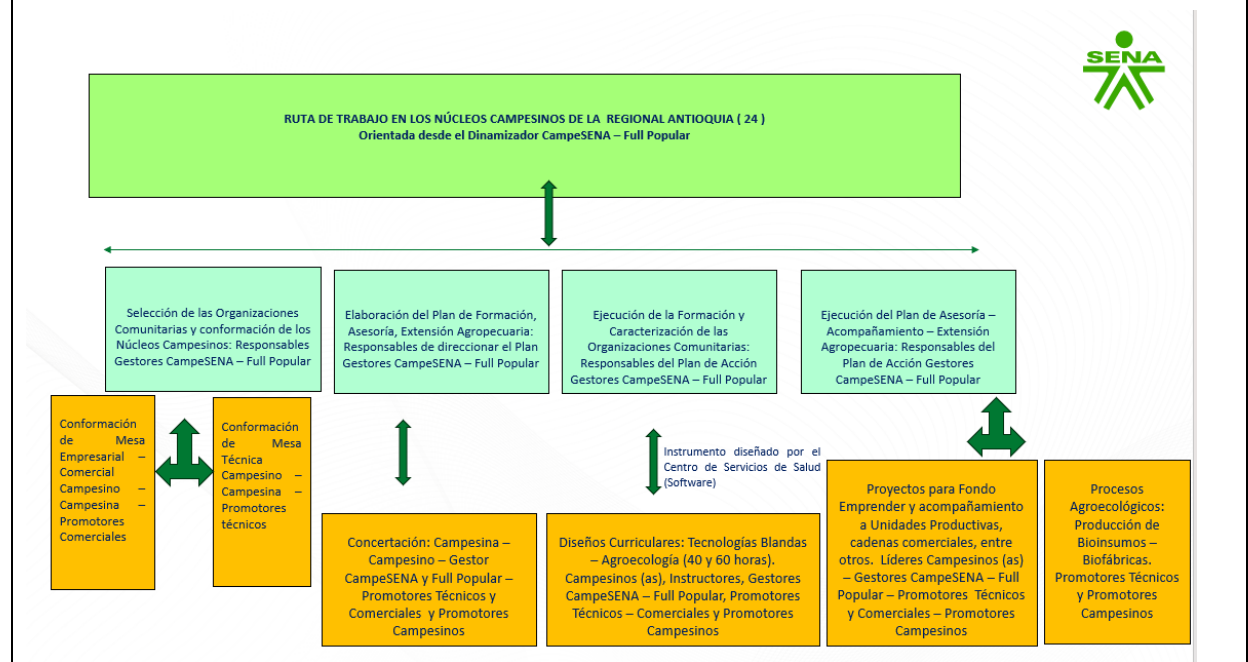 SENA
RUTA DE TRABAJO EN LOS NÚCLEOS CAMPESINOS DE LA REGIONAL ANTIOQUIA ( 24 )
Orientada desde el Dinamizador CampeSENA – Full Popular
Selección de las Organizaciones
Comunitarias y conformación de los
Núcleos Campesinos: Responsables
Gestores CampeSENA – Full Popular
Elaboración del Plan de Formación,
Asesoría, Extensión Agropecuaria:
Responsables de direccionar el Plan
Gestores CampeSENA – Full Popular
Ejecución de la Formación y
Caracterización de las
Organizaciones Comunitarias:
Responsables del Plan de Acción
Gestores CampeSENA – Full Popular
Ejecución del Plan de Asesoría –
Acompañamiento – Extensión
Agropecuaria: Responsables del
Plan de Acción Gestores
CampeSENA – Full Popular
Conformación
de Mesa
Empresarial –
Comercial
Campesino –
Campesina –
Promotores
Comerciales
Conformación
de Mesa
Técnica
Campesino –
Campesina –
Promotores
técnicos
Concertación: Campesina –
Campesino – Gestor
CampeSENA y Full Popular –
Promotores Técnicos y
Comerciales y Promotores
Campesinos
Instrumento diseñado por el
Centro de Servicios de Salud
(Software)
Diseños Curriculares: Tecnologías Blandas
– Agroecología (40 y 60 horas).
Campesinos (as), Instructores, Gestores
CampeSENA – Full Popular, Promotores
Técnicos – Comerciales y Promotores
Campesinos
Proyectos para Fondo
Emprender y acompañamiento
a Unidades Productivas,
cadenas comerciales, entre
otros. Líderes Campesinos (as)
– Gestores CampeSENA – Full
Popular – Promotores Técnicos
y Comerciales – Promotores
Campesinos
Procesos
Agroecológicos:
Producción de
Bioinsumos –
Biofábricas.
Promotores Técnicos
y Promotores
Campesinos